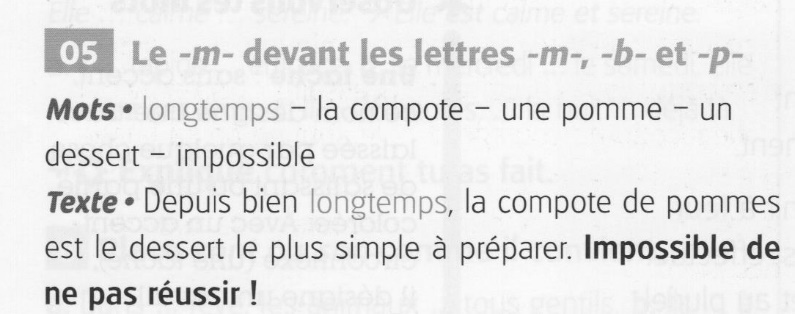 05 Le -m- devant les lettres -m-, -b- et -p-
Mots • longtemps – la compote – une pomme – un
dessert – impossible
Texte • Depuis bien longtemps, la compote de pommes
est le dessert le plus simple à préparer. Impossible de
ne pas réussir !